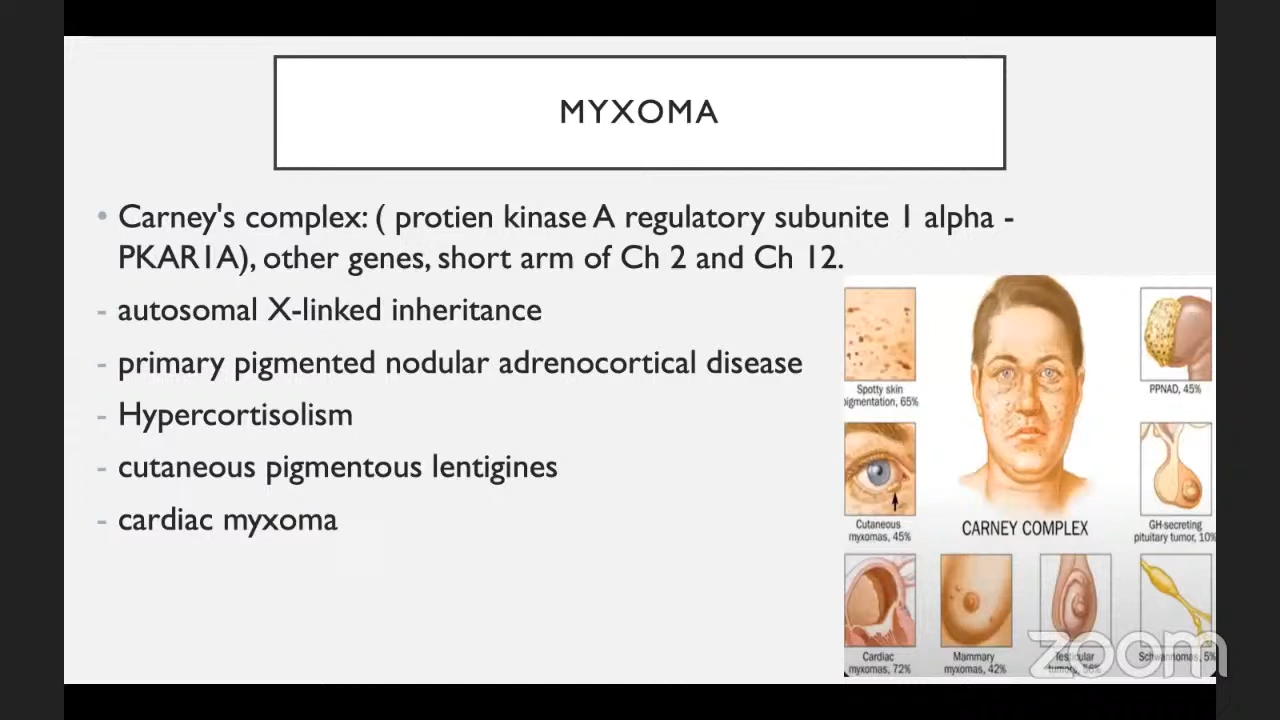 MYXOMA
• Carney's complex: ( protien kinase A regulatory subunite 1 alpha -
PKAR1A), other genes, short arm of Ch 2 and Ch 12.
- autosomal X-linked inheritance
- primary pigmented nodular adrenocortical disease
- Hypercortisolism
- cutaneous pigmentous lentigines
- cardiac myxoma
Spotty skin
pigmentation, 65%
PPNAD, 45%
Cutaneous
myxomas, 45%
CARNEY COMPLEX
GH-secreting
pituitary tumor, 10%
Cardiac
myxomas, 72%
Mammary
myxomas, 42%
Testicular
tumors, 56%
Schwannomas, 5%
zoom